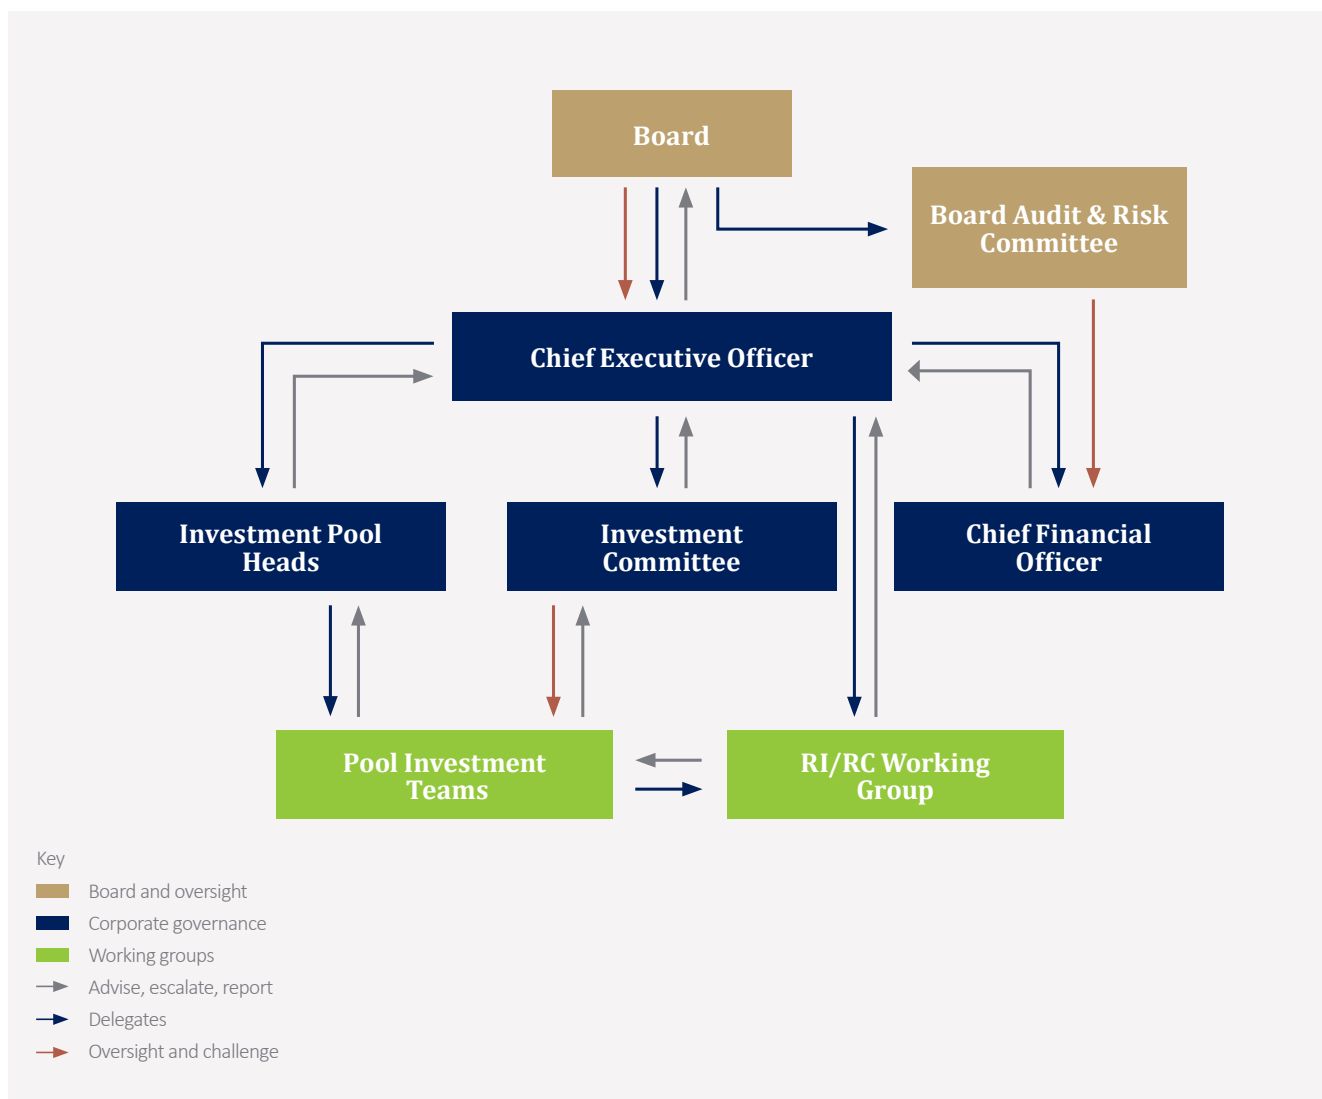 Board
Board Audit & Risk
Committee
Chief Executive Officer
Investment Pool
Heads
Investment
Committee
Chief Financial
Officer
Pool Investment
Teams
RI/RC Working
Group
Key
Board and oversight
Corporate governance
Working groups
Advise, escalate, report
Delegates
Oversight and challenge